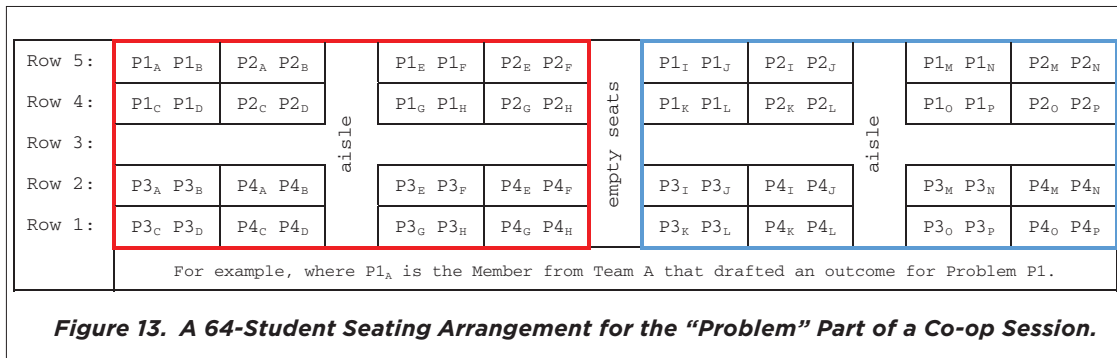 Row 5: P1A P1B P2A P2B P1E P1F P2E P2F P1I P1J P2I P2J P1M P1N P2M P2N
Row 4: P1C P1D P2C P2D P1G P1H P2G P2H P1K P1L P2K P2L P1O P1P P2O P2P
Row 3:
aisle
empty seats
aisle
Row 2: P3A P3B P4A P4B P3E P3F P4E P4F P3I P3J P4I P4J P3M P3N P4M P4N
Row 1: P3C P3D P4C P4D P3G P3H P4G P4H P3K P3L P4K P4L P3O P3P P4O P4P
For example, where P1A is the Member from Team A that drafted an outcome for Problem P1.
Figure 13. A 64-Student Seating Arrangement for the “Problem” Part of a Co-op Session.